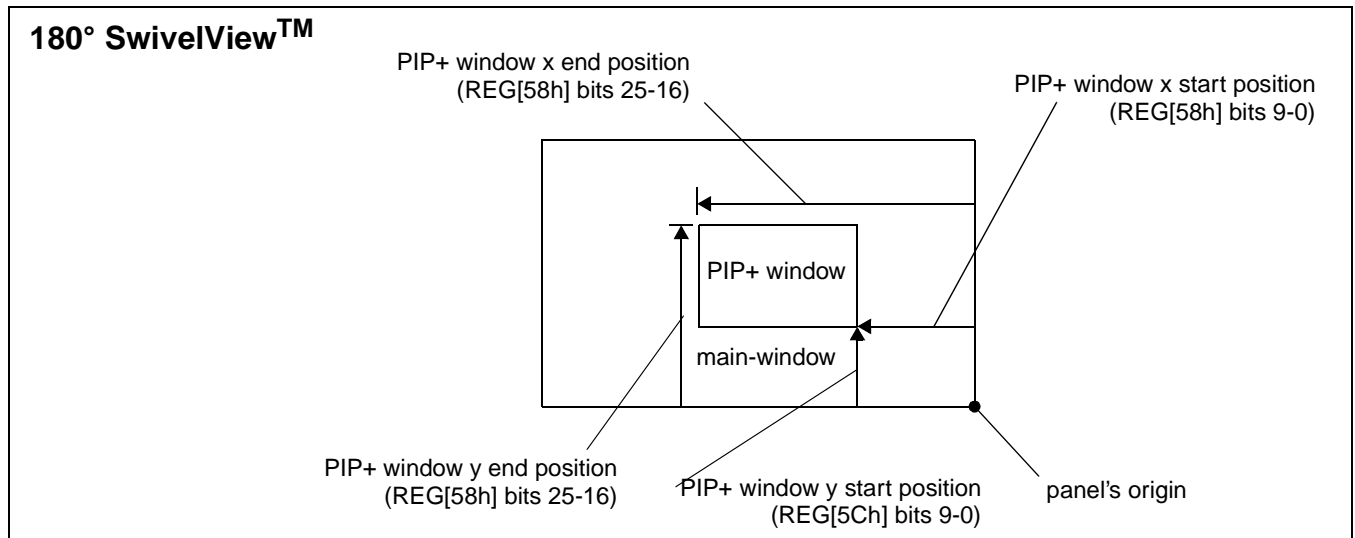 180° SwivelView™
PIP+ window x end position
(REG[58h] bits 25-16)
PIP+ window x start position
(REG[58h] bits 9-0)
PIP+ window
main-window
PIP+ window y end position
(REG[58h] bits 25-16)
PIP+ window y start position
(REG[5Ch] bits 9-0)
panel's origin